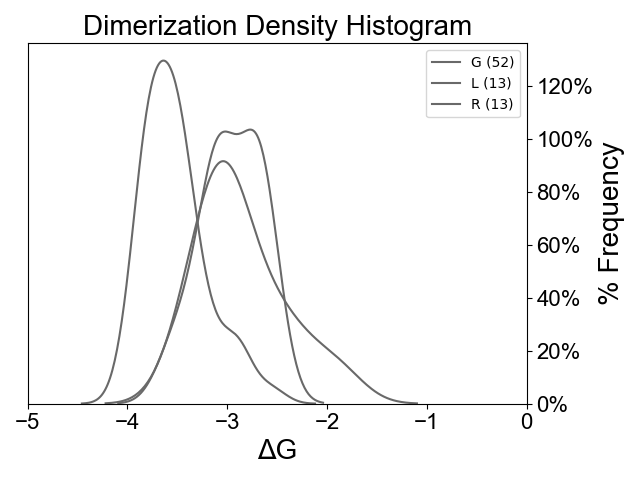 Dimerization Density Histogram
G (52)
L (13)
R (13)
120%
100%
80%
60%
40%
20%
0%
% Frequency
−5
−4
−3
−2
−1
0
ΔG